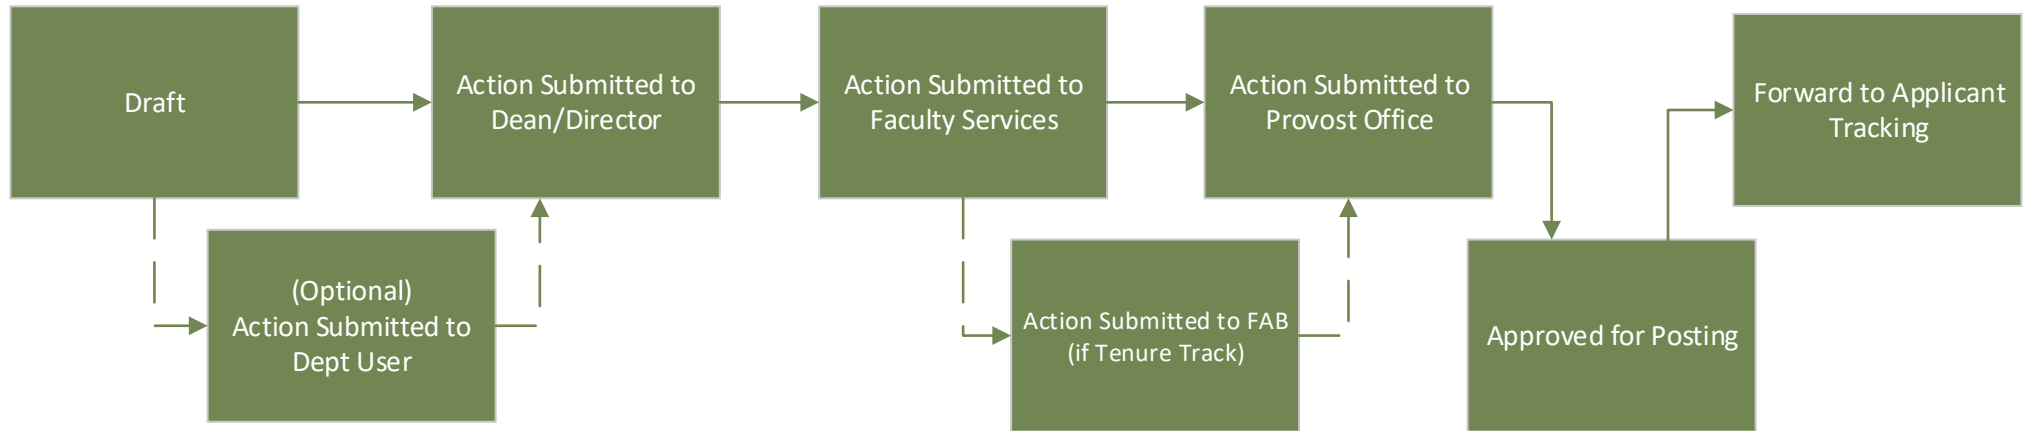 Draft
Action Submitted to
Dean/Director
Action Submitted to
Faculty Services
Action Submitted to
Provost Office
Forward to Applicant
Tracking
(Optional)
Action Submitted to
Dept User
Action Submitted to FAB
(if Tenure Track)
Approved for Posting